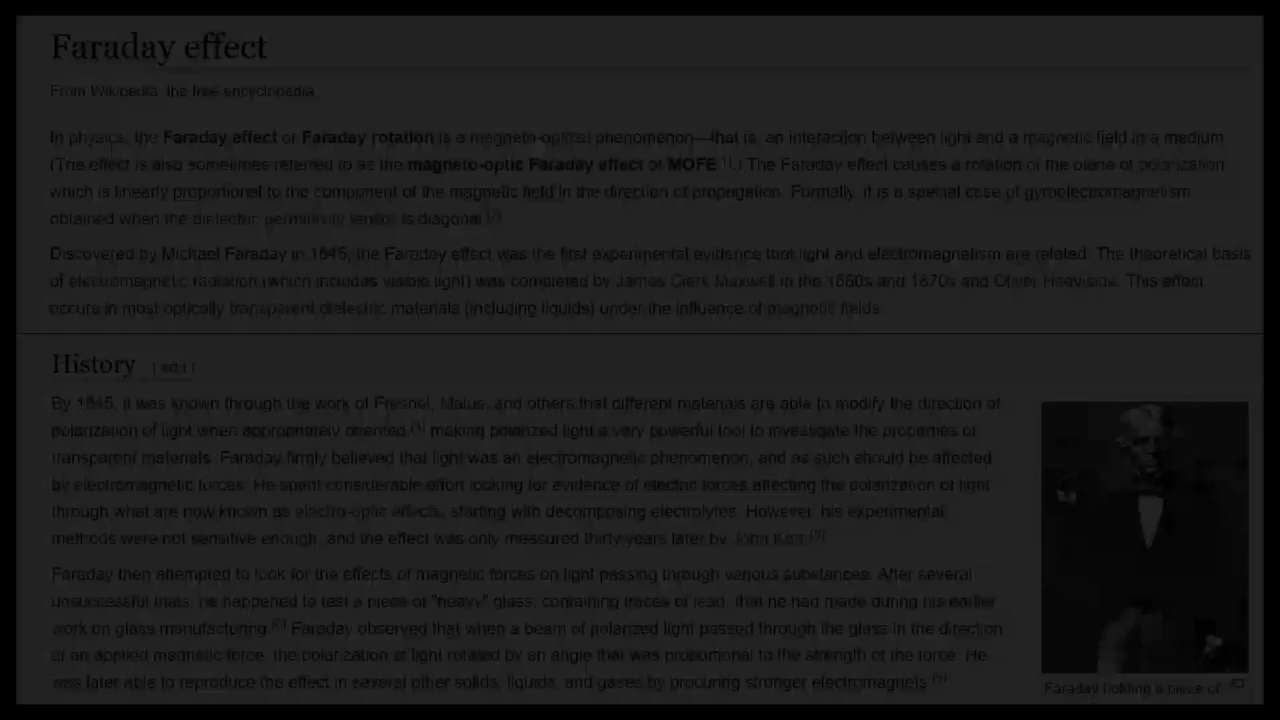 Faraday effect
From Wikipedia, the free encyclopedia
In physics, the Faraday effect or Faraday rotation is a magneto-optical phenomenon—that is, an interaction between light and a magnetic field in a medium
(The effect is also sometimes referred to as the magneto-optic Faraday effect or MOFE [1].) The Faraday effect causes a rotation of the plane of polarization
which is linearly proportional to the component of the magnetic field in the direction of propagation. Formally, it is a special case of gyroelectromagnetism
obtained when the dielectric permittivity tensor is diagonal.[2]
Discovered by Michael Faraday in 1845, the Faraday effect was the first experimental evidence that light and electromagnetism are related. The theoretical basis
of electromagnetic radiation (which includes visible light) was completed by James Clerk Maxwell in the 1860s and 1870s and Oliver Heaviside. This effect
occurs in most optically transparent dielectric materials (including liquids) under the influence of magnetic fields.
History [ edit ]
By 1845, it was known through the work of Fresnel, Malus, and others that different materials are able to modify the direction of
polarization of light when appropriately oriented,[4] making polarized light a very powerful tool to investigate the properties of
transparent materials. Faraday firmly believed that light was an electromagnetic phenomenon, and as such should be affected
by electromagnetic forces. He spent considerable effort looking for evidence of electric forces affecting the polarization of light
through what are now known as electro-optic effects, starting with decomposing electrolytes. However, his experimental
methods were not sensitive enough, and the effect was only measured thirty years later by John Kerr.[5]
Faraday then attempted to look for the effects of magnetic forces on light passing through various substances. After several
unsuccessful trials, he happened to test a piece of "heavy" glass, containing traces of lead, that he had made during his earlier
work on glass manufacturing.[6] Faraday observed that when a beam of polarized light passed through the glass in the direction
of an applied magnetic force, the polarization of light rotated by an angle that was proportional to the strength of the force. He
was later able to reproduce the effect in several other solids, liquids, and gases by procuring stronger electromagnets.[5]
Faraday holding a piece of